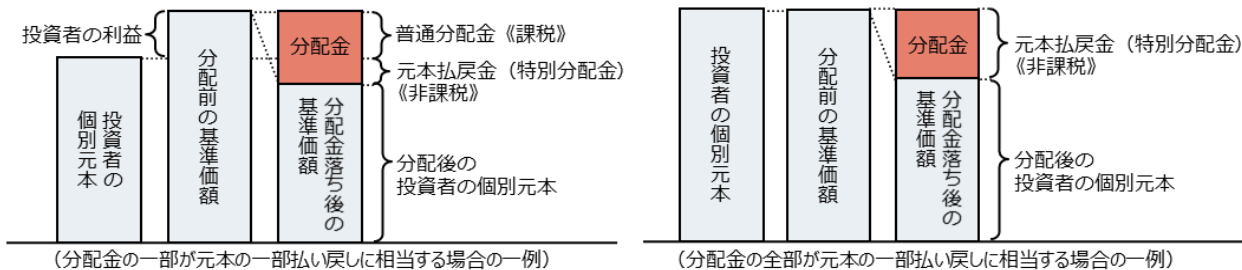 投資者の利益
投資者の
個別元本
分配前の基準価額
分配金
分配金落ち後の
基準価額
普通分配金《課税》
元本払戻金（特別分配金）
《非課税》
分配後の
投資者の個別元本
（分配金の一部が元本の一部払い戻しに相当する場合の一例）
投資者の個別元本
分配前の基準価額
分配金
分配金落ち後の
基準価額
元本払戻金（特別分配金）
《非課税》
分配後の
投資者の個別元本
（分配金の全部が元本の一部払い戻しに相当する場合の一例）